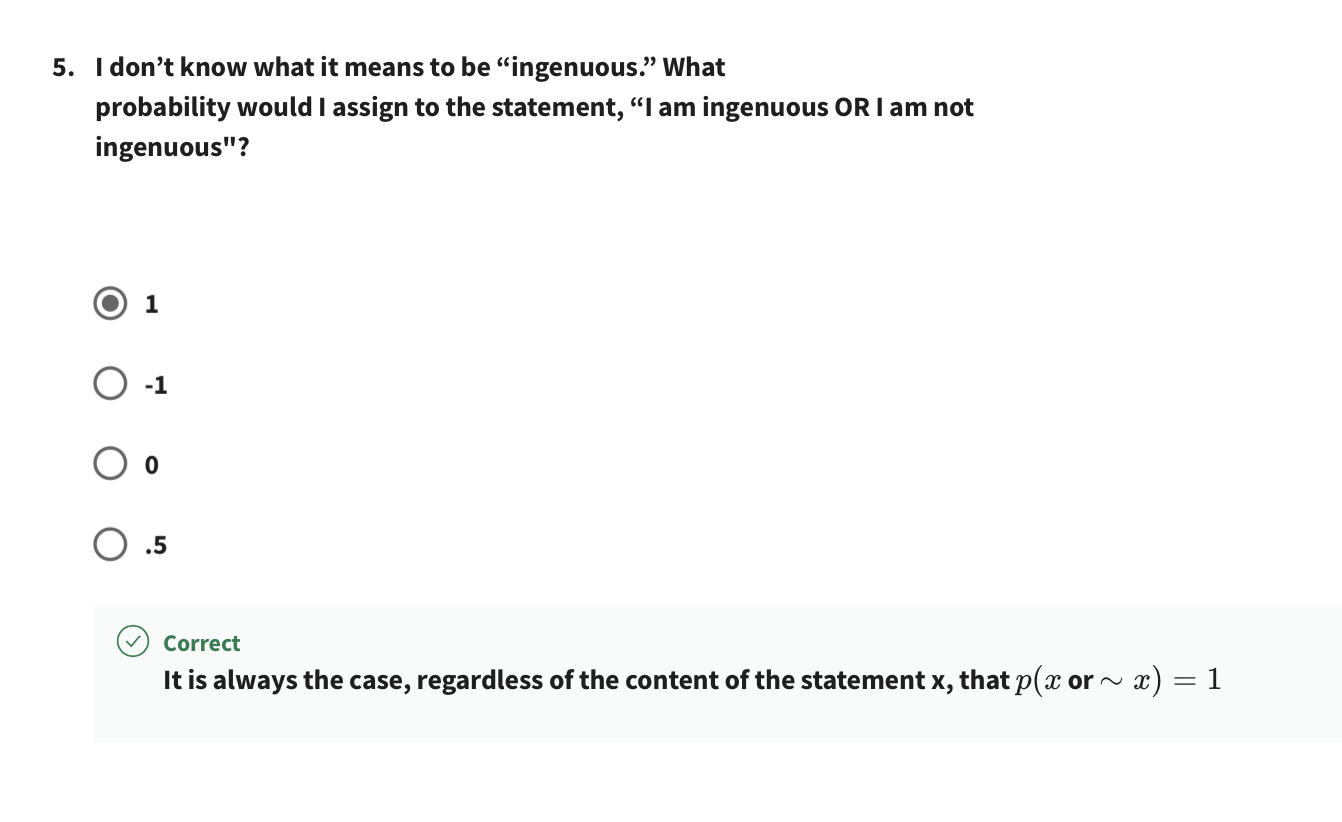 5. I don’t know what it means to be “ingenuous.” What
probability would I assign to the statement, “I am ingenuous OR I am not
ingenuous"?
1
-1
0
.5
Correct
It is always the case, regardless of the content of the statement x, that p(x or ∼ x) = 1